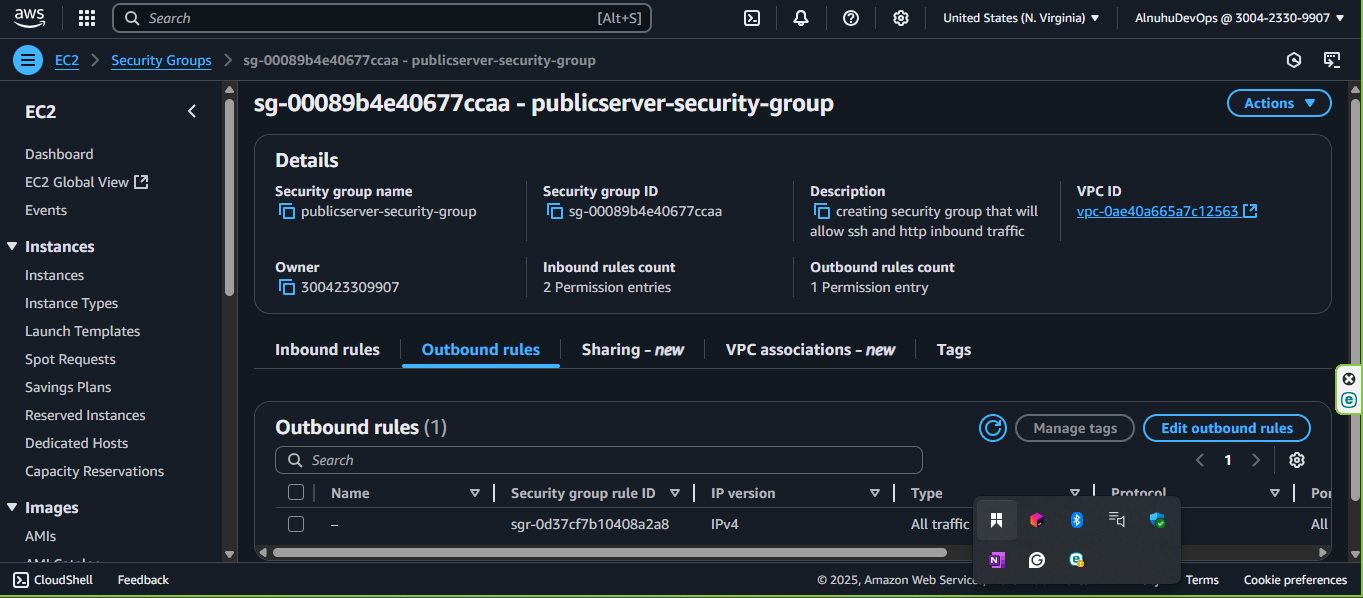 aws
Search [Alt+S]
United States (N. Virginia)
AlnuhuDevOps @ 3004-2330-9907
EC2 > Security Groups > sg-00089b4e40677ccaa - publicserver-security-group
EC2
Dashboard
EC2 Global View
Events
Instances
Instances
Instance Types
Launch Templates
Spot Requests
Savings Plans
Reserved Instances
Dedicated Hosts
Capacity Reservations
Images
AMIs
sg-00089b4e40677ccaa - publicserver-security-group
Actions
Details
Security group name
publicserver-security-group
Security group ID
sg-00089b4e40677ccaa
Description
creating security group that will
allow ssh and http inbound traffic
VPC ID
vpc-0ae40a665a7c12563
Owner
300423309907
Inbound rules count
2 Permission entries
Outbound rules count
1 Permission entry
Inbound rules
Outbound rules
Sharing - new
VPC associations - new
Tags
Outbound rules (1)
Manage tags
Edit outbound rules
Search
1
Name Security group rule ID IP version Type Protocol Por
– sgr-0d37cf7b10408a2a8 IPv4 All traffic All
CloudShell
Feedback
© 2025, Amazon Web Service
Terms
Cookie preferences